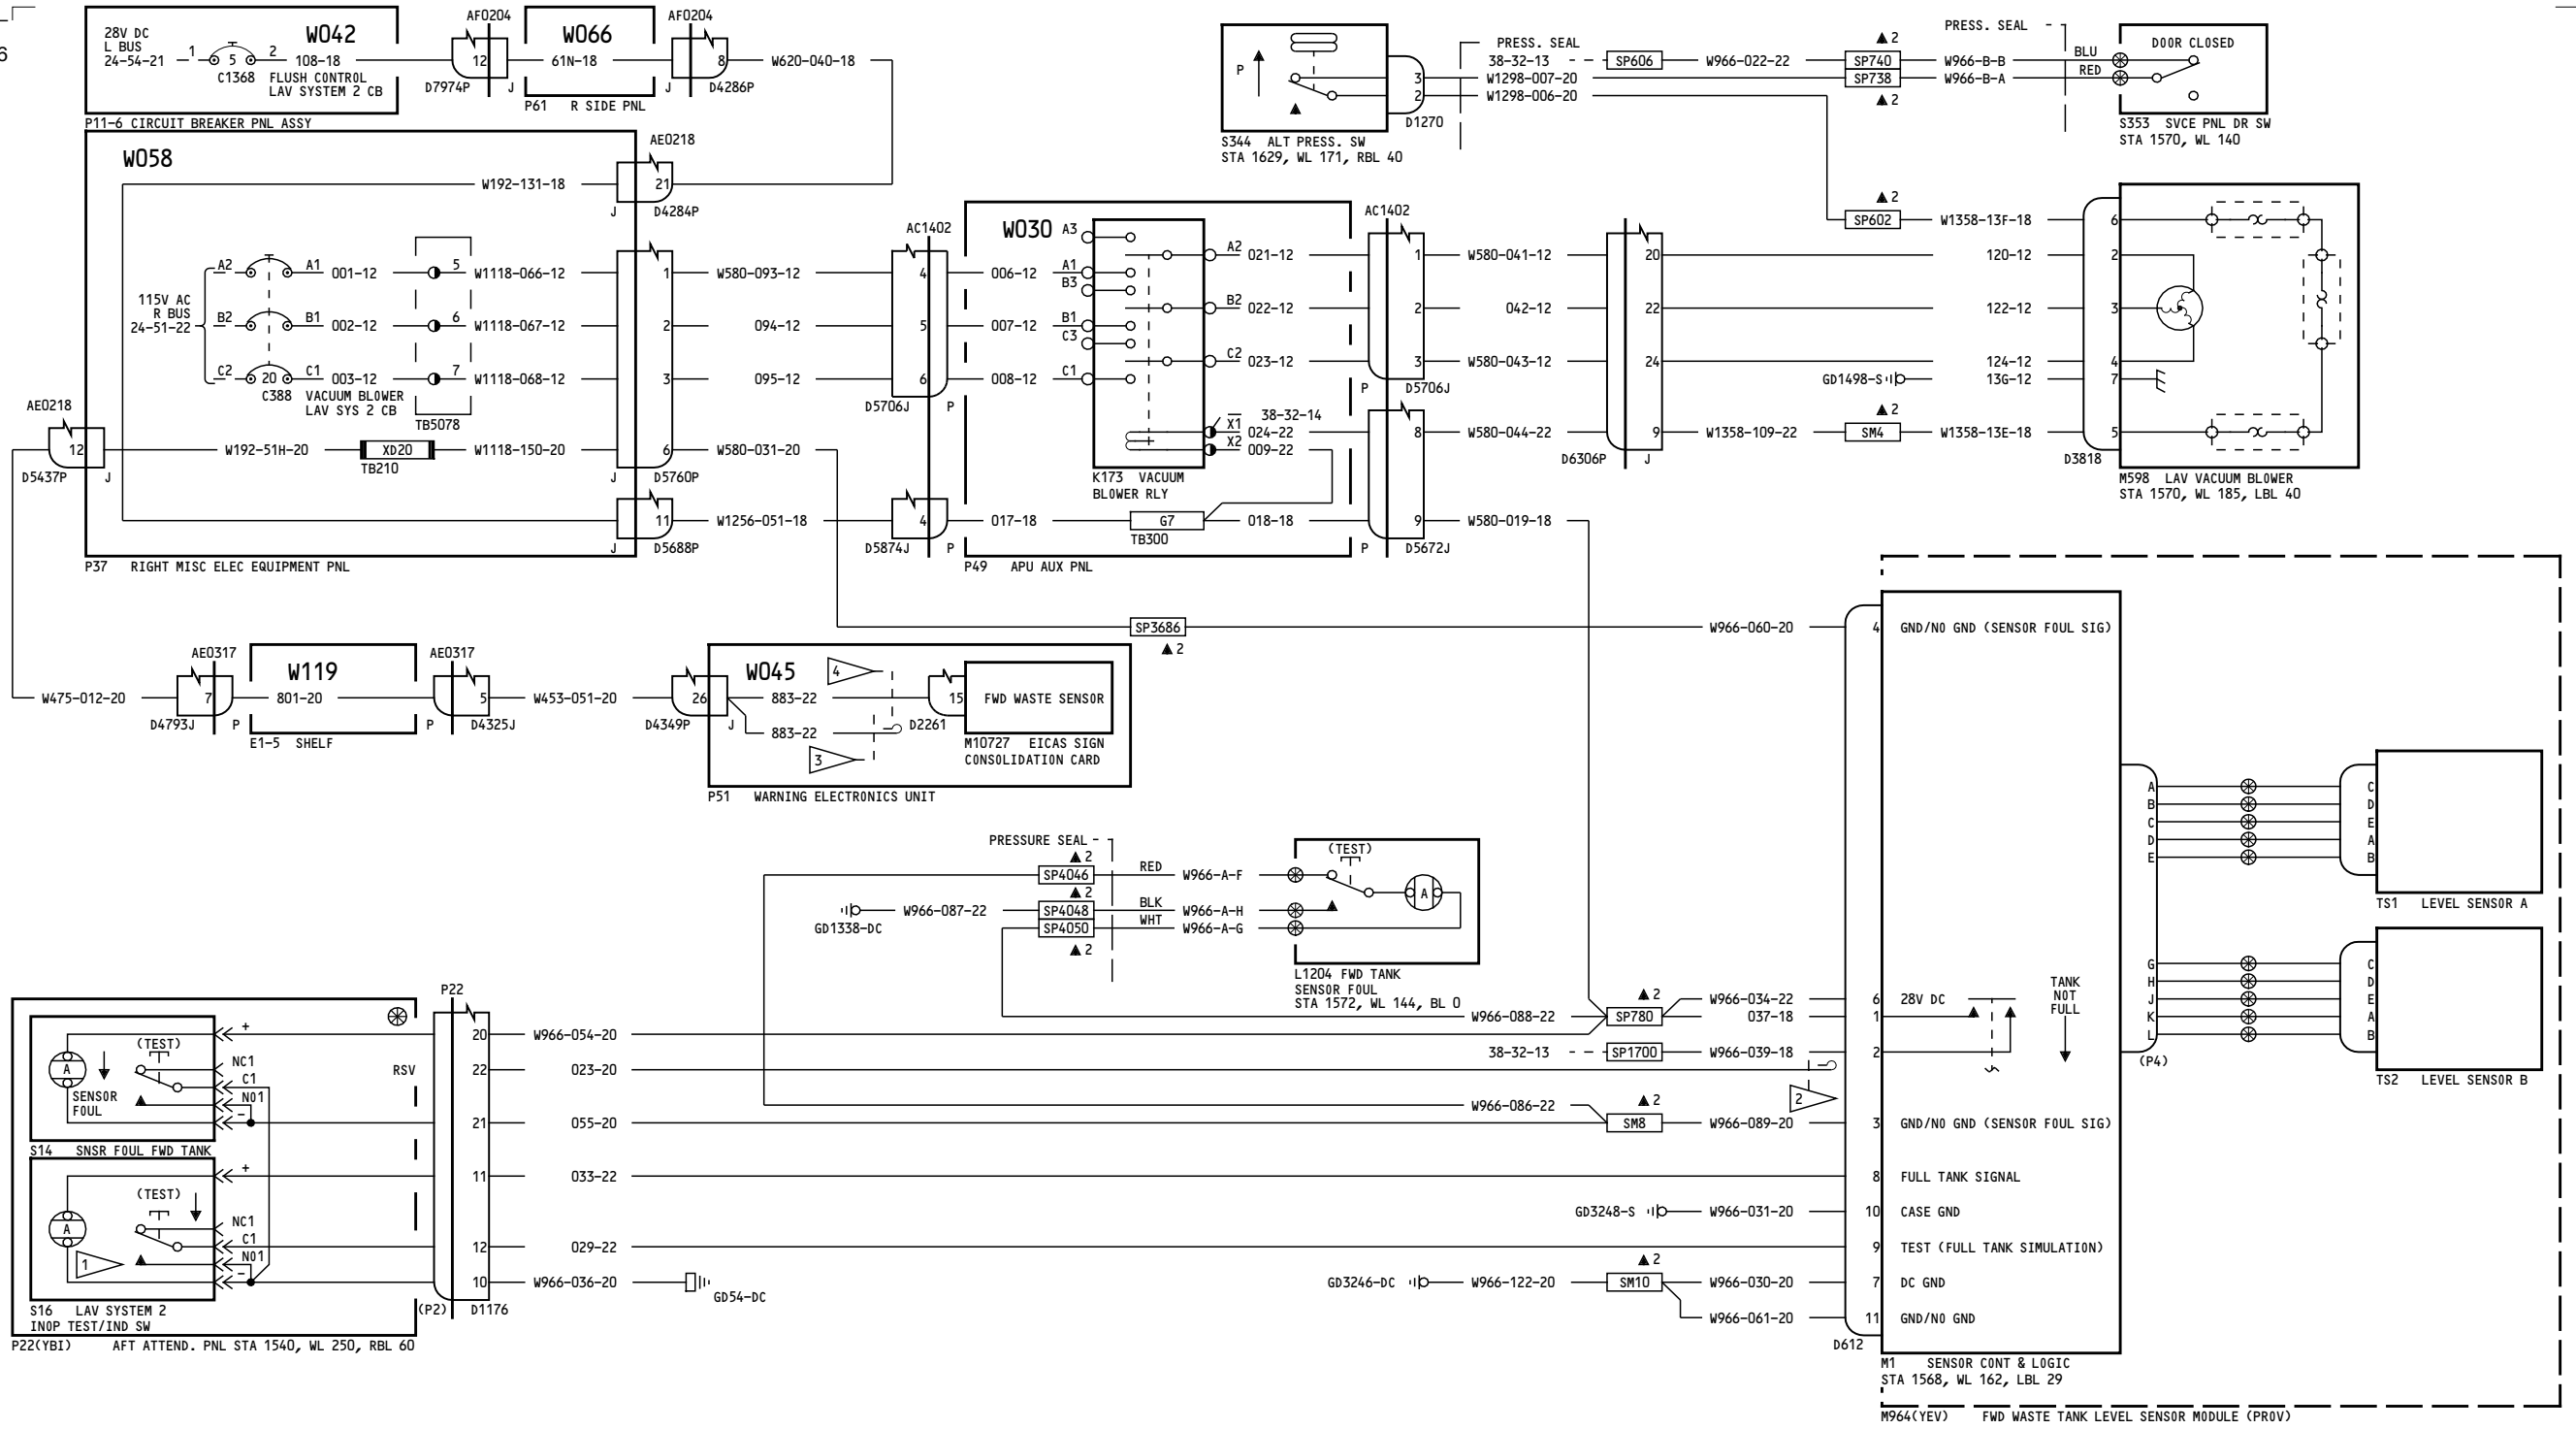 6
28V DC
L BUS
24-54-21
1
5
2
C1368
W042
108-18
FLUSH CONTROL
LAV SYSTEM 2 CB
P11-6 CIRCUIT BREAKER PNL ASSY
AF0204
12
D7974P
J
W066
61N-18
P61 R SIDE PNL
AF0204
8
J
D4286P
W620-040-18
W058
W192-131-18
AE0218
21
J
D4284P
115V AC
R BUS
24-51-22
A2
A1
001-12
5
W1118-066-12
1
B2
B1
002-12
6
W1118-067-12
2
C2
20
C1
003-12
7
W1118-068-12
3
C388 VACUUM BLOWER
LAV SYS 2 CB
TB5078
AE0218
12
D5437P
J
W192-51H-20
XD20
TB210
W1118-150-20
6
J
D5760P
11
J
D5688P
P37 RIGHT MISC ELEC EQUIPMENT PNL
W580-093-12
094-12
095-12
W580-031-20
W1256-051-18
AC1402
4
5
6
D5706J
P
4
D5874J
P
W030
006-12
007-12
008-12
A3
A1
B3
B1
C3
C1
A2
021-12
B2
022-12
C2
023-12
38-32-14
X1
024-22
X2
009-22
K173 VACUUM
BLOWER RLY
017-18
G7
TB300
018-18
P49 APU AUX PNL
AC1402
1
2
3
P
D5706J
8
9
P
D5672J
W580-041-12
042-12
W580-043-12
W580-044-22
W580-019-18
20
22
24
9
D6306P
J
P
S344 ALT PRESS. SW
STA 1629, WL 171, RBL 40
3
2
D1270
PRESS. SEAL
38-32-13
SP606
W966-022-22
W1298-007-20
W1298-006-20
2
SP740
SP738
2
W966-B-B
W966-B-A
PRESS. SEAL
BLU
RED
DOOR CLOSED
S353 SVCE PNL DR SW
STA 1570, WL 140
2
SP602
W1358-13F-18
6
120-12
2
122-12
3
124-12
4
GD1498-S
13G-12
7
W1358-109-22
2
SM4
W1358-13E-18
5
D3818
M598 LAV VACUUM BLOWER
STA 1570, WL 185, LBL 40
SP3686
2
W966-060-20
W475-012-20
AE0317
7
D4793J
P
W119
801-20
E1-5 SHELF
AE0317
5
P
D4325J
W453-051-20
26
D4349P
J
W045
883-22
883-22
4
3
15
D2261
FWD WASTE SENSOR
M10727 EICAS SIGN
CONSOLIDATION CARD
P51 WARNING ELECTRONICS UNIT
PRESSURE SEAL
2
SP4046
RED
W966-A-F
2
GD1338-DC
W966-087-22
SP4048
BLK
W966-A-H
SP4050
WHT
W966-A-G
2
(TEST)
A
L1204 FWD TANK
SENSOR FOUL
STA 1572, WL 144, BL 0
W966-088-22
2
SP780
W966-034-22
037-18
38-32-13
SP1700
W966-039-18
2
W966-086-22
2
SM8
W966-089-20
GD3248-S
W966-031-20
2
GD3246-DC
W966-122-20
SM10
W966-030-20
W966-061-20
(TEST)
A
SENSOR
FOUL
+
NC1
C1
NO1
-
S14 SNSR FOUL FWD TANK
(TEST)
A
1
+
NC1
C1
NO1
-
S16 LAV SYSTEM 2
INOP TEST/IND SW
P22(YBI) AFT ATTEND. PNL STA 1540, WL 250, RBL 60
RSV
P22
20
22
21
11
12
10
(P2)
D1176
W966-054-20
023-20
055-20
033-22
029-22
W966-036-20
GD54-DC
4 GND/NO GND (SENSOR FOUL SIG)
6 28V DC
1
2
TANK
NOT
FULL
3 GND/NO GND (SENSOR FOUL SIG)
8 FULL TANK SIGNAL
10 CASE GND
9 TEST (FULL TANK SIMULATION)
7 DC GND
11 GND/NO GND
D612
M1 SENSOR CONT & LOGIC
STA 1568, WL 162, LBL 29
A
B
C
D
E
G
H
J
K
L
(P4)
C
D
E
A
B
TS1 LEVEL SENSOR A
C
D
E
A
B
TS2 LEVEL SENSOR B
M964(YEV) FWD WASTE TANK LEVEL SENSOR MODULE (PROV)